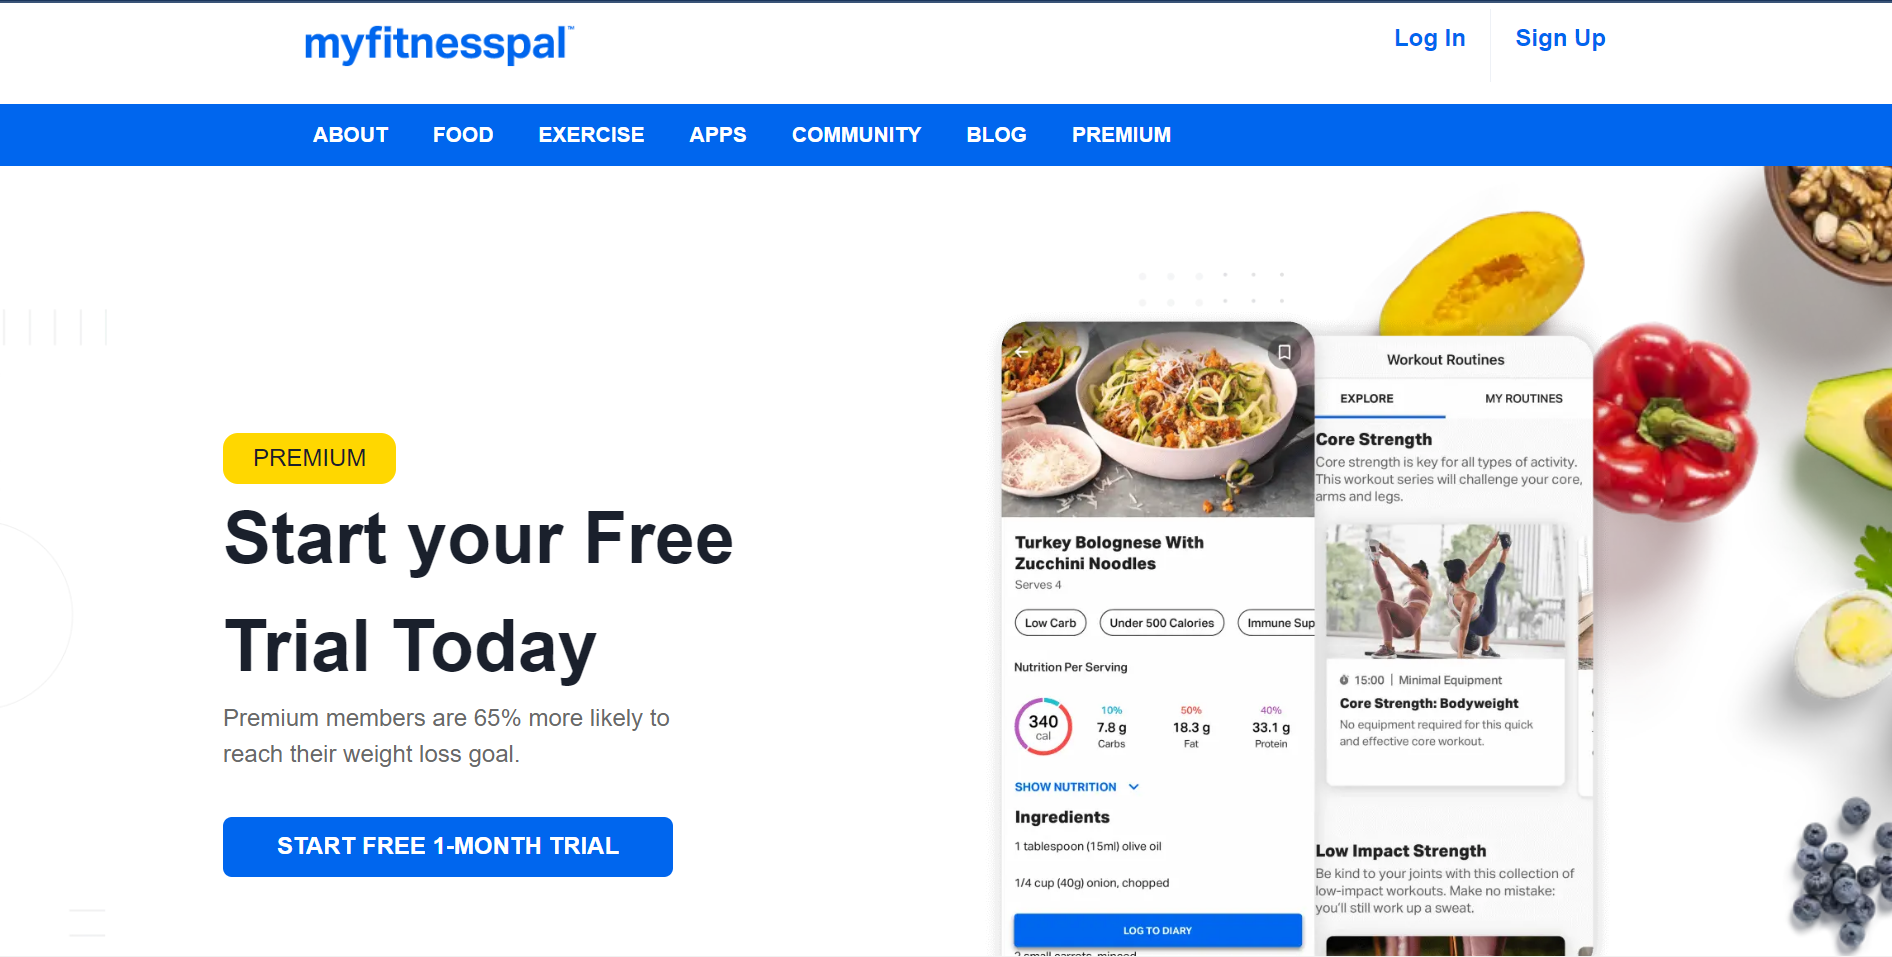 myfitnesspal™
Log In
Sign Up
ABOUT
FOOD
EXERCISE
APPS
COMMUNITY
BLOG
PREMIUM
PREMIUM
Start your Free
Trial Today
Premium members are 65% more likely to
reach their weight loss goal.
START FREE 1-MONTH TRIAL
Turkey Bolognese With
Zucchini Noodles
Serves 4
Low Carb
Under 500 Calories
Immune Sup
Nutrition Per Serving
340
cal
10%
7.8 g
Carbs
50%
18.3 g
Fat
40%
33.1 g
Protein
SHOW NUTRITION
Ingredients
1 tablespoon (15ml) olive oil
1/4 cup (40g) onion, chopped
LOG TO DIARY
2 small carrots, minced
Workout Routines
EXPLORE
MY ROUTINES
Core Strength
Core strength is key for all types of activity.
This workout series will challenge your core,
arms and legs.
15:00 | Minimal Equipment
Core Strength: Bodyweight
No equipment required for this quick
and effective core workout.
Low Impact Strength
Be kind to your joints with this collection of
low-impact workouts. Make no mistake:
you'll still work up a sweat.